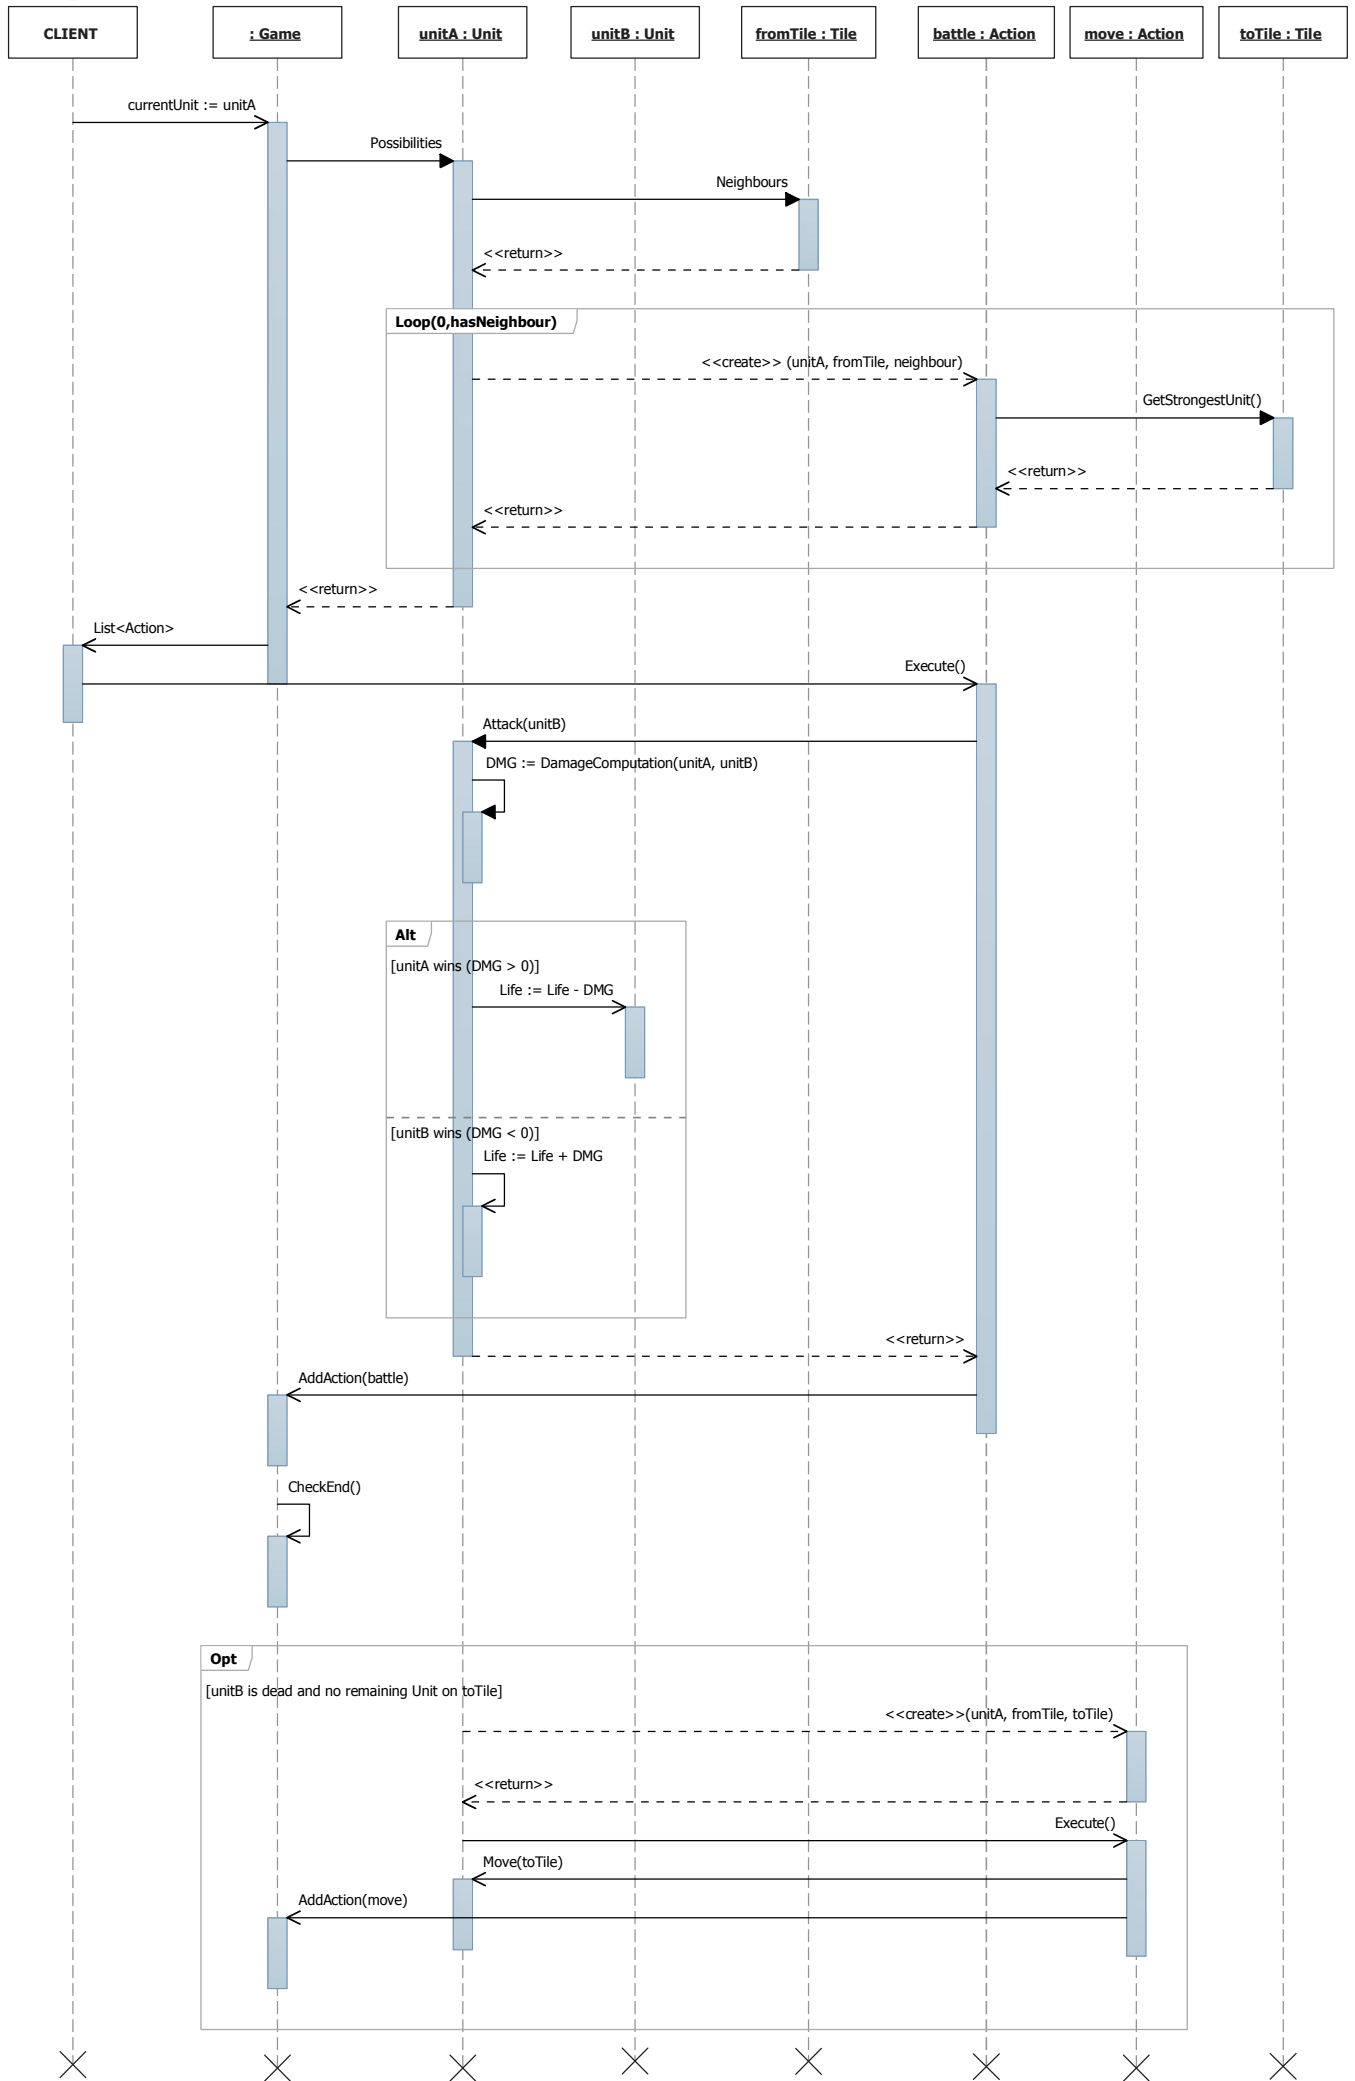 CLIENT
: Game
unitA : Unit
unitB : Unit
fromTile : Tile
battle : Action
move : Action
toTile : Tile
currentUnit := unitA
Possibilities
Neighbours
<<return>>
Loop(0,hasNeighbour)
<<create>> (unitA, fromTile, neighbour)
GetStrongestUnit()
<<return>>
<<return>>
<<return>>
List<Action>
Execute()
Attack(unitB)
DMG := DamageComputation(unitA, unitB)
Alt
[unitA wins (DMG > 0)]
Life := Life - DMG
[unitB wins (DMG < 0)]
Life := Life + DMG
<<return>>
AddAction(battle)
CheckEnd()
Opt
[unitB is dead and no remaining Unit on toTile]
<<create>>(unitA, fromTile, toTile)
<<return>>
Execute()
Move(toTile)
AddAction(move)